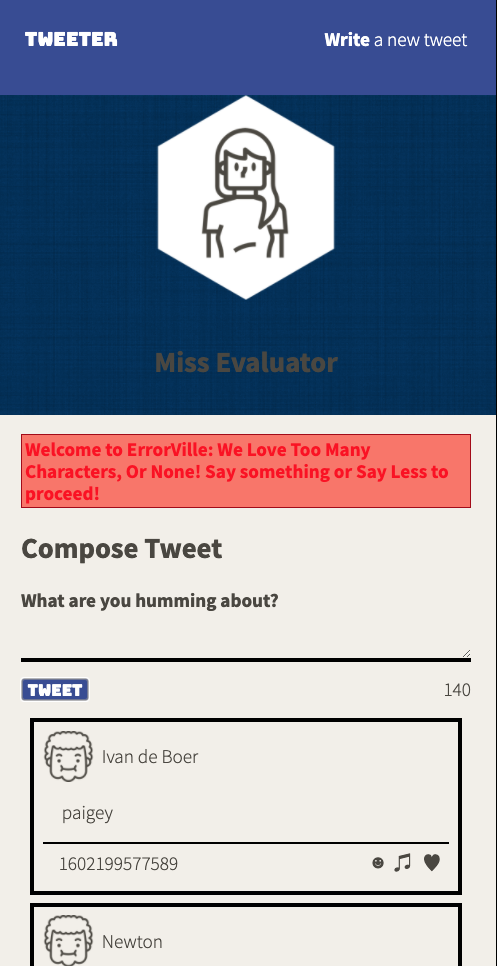 TWEETER
Write a new tweet
Miss Evaluator
Welcome to ErrorVille: We Love Too Many
Characters, Or None! Say something or Say Less to
proceed!
Compose Tweet
What are you humming about?
TWEET
140
Ivan de Boer
paigey
1602199577589
Newton